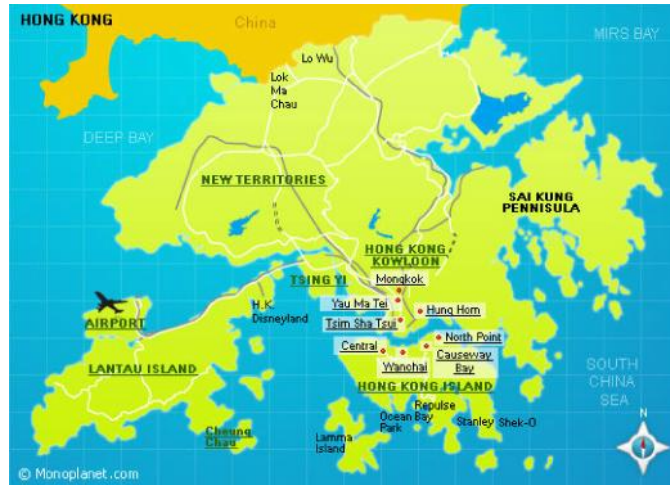 HONG KONG
China
MIRS BAY
Lo Wu
Lok
Ma
Chau
DEEP BAY
NEW TERRITORIES
SAI KUNG
PENNISULA
HONG KONG
KOWLOON
TSING YI
Mongkok
H.K.
Disneyland
Yau Ma Tei
Hung Hom
AIRPORT
Tsim Sha Tsui
North Point
Central
Causeway
Bay
Wanchai
LANTAU ISLAND
HONG KONG ISLAND
SOUTH
CHINA
SEA
Repulse
Bay
Ocean
Park
Stanley
Shek-O
Cheung
Chau
Lamma
Island
© Monoplanet.com